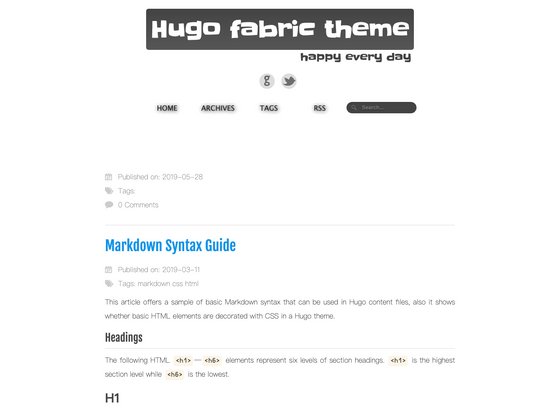 Hugo fabric theme
happy every day
HOME ARCHIVES TAGS RSS Search...
Published on: 2019-05-28
Tags:
0 Comments
Markdown Syntax Guide
Published on: 2019-03-11
Tags: markdown css html
This article offers a sample of basic Markdown syntax that can be used in Hugo content files, also it shows
whether basic HTML elements are decorated with CSS in a Hugo theme.
Headings
The following HTML <h1> — <h6> elements represent six levels of section headings. <h1> is the highest
section level while <h6> is the lowest.
H1